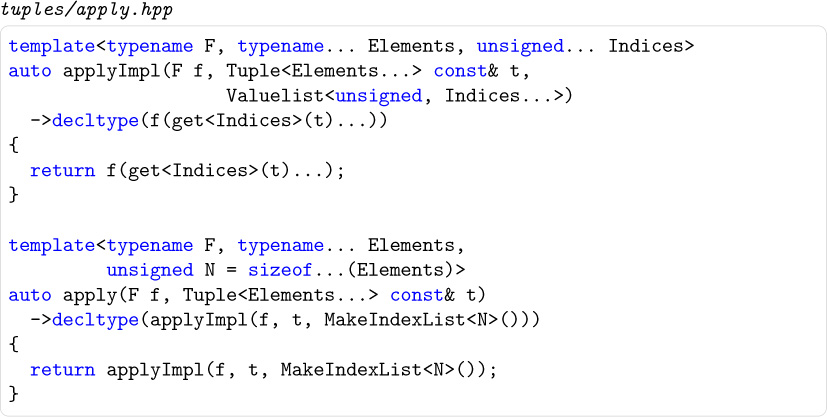 tuples/apply.hpp
template<typename F, typename... Elements, unsigned... Indices>
auto applyImpl(F f, Tuple<Elements...> const& t,
                    Valuelist<unsigned, Indices...>)
  ->decltype(f(get<Indices>(t)...))
{
  return f(get<Indices>(t)...);
}

template<typename F, typename... Elements,
         unsigned N = sizeof...(Elements)>
auto apply(F f, Tuple<Elements...> const& t)
  ->decltype(applyImpl(f, t, MakeIndexList<N>()))
{
  return applyImpl(f, t, MakeIndexList<N>());
}